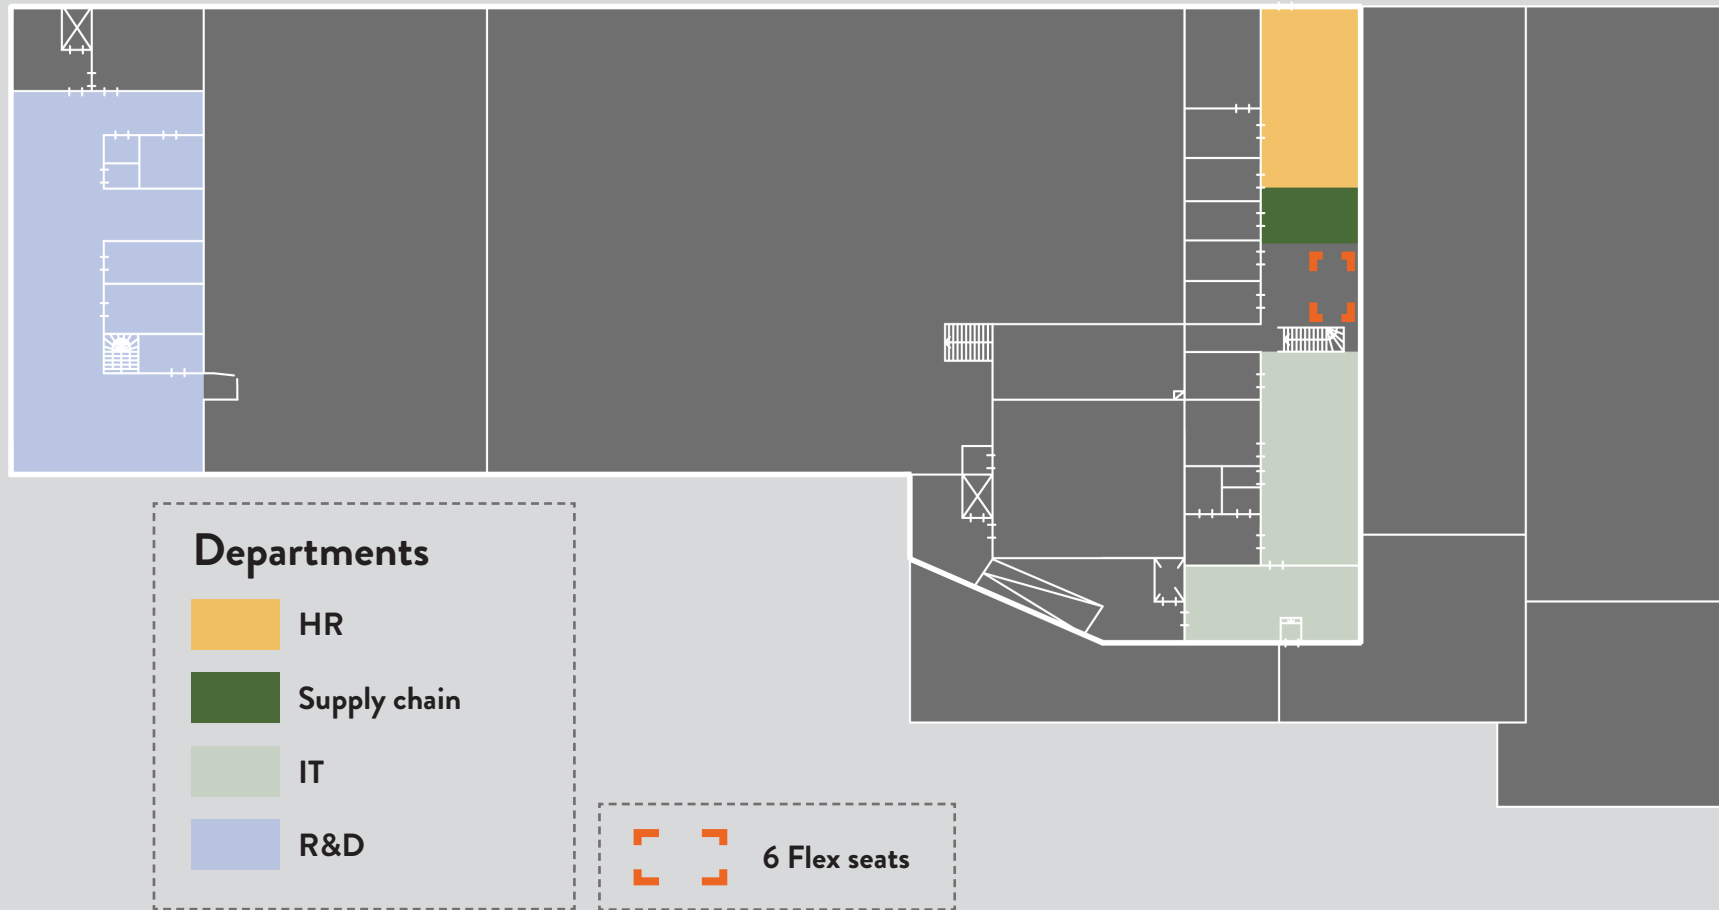 Departments
HR
Supply chain
IT
R&D
6 Flex seats